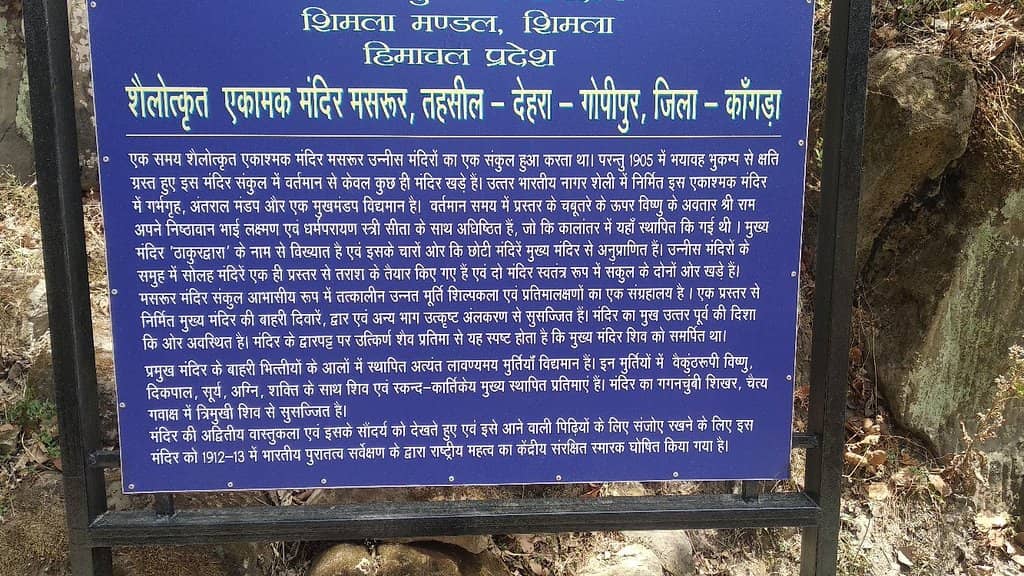 शिमला मण्डल, शिमला
हिमाचल प्रदेश
शैलोत्कृत एकामक मंदिर मसरूर, तहसील – देहरा – गोपीपुर, जिला – काँगड़ा
एक समय शैलोत्कृत एकाश्मक मंदिर मसरूर उन्नीस मंदिरों का एक संकुल हुआ करता था। परन्तु 1905 में भयावह भुकम्प से क्षति
ग्रस्त हुए इस मंदिर संकुल में वर्तमान से केवल कुछ ही मंदिर खड़े हैं। उत्तर भारतीय नागर शेली में निर्मित इस एकाश्मक मंदिर
में गर्भगृह, अंतराल मंडप और एक मुखमंडप विद्यमान है। वर्तमान समय में प्रस्तर के चबूतरे के ऊपर विष्णु के अवतार श्री राम
अपने निष्ठावान भाई लक्ष्मण एवं धर्मपरायण स्त्री सीता के साथ अधिष्ठित हैं, जो कि कालातर में यहाँ स्थापित कि गई थी । मुख्य
मंदिर 'ठाकुरद्वारा' के नाम से विख्यात है एवं इसके चारों ओर कि छोटी मंदिरें मुख्य मंदिर से अनुप्राणित हैं। उन्नीस मंदिरों के
समुह में सोलह मंदिरें एक ही प्रस्तर से तराश के तैयार किए गए हैं एवं दो मंदिर स्वतंत्र रूप में संकुल के दोनों ओर खड़े हैं।
मसरूर मंदिर संकुल आभासीय रूप में तत्कालीन उन्नत मूर्ति शिल्पकला एवं प्रतिमालक्षणों का एक संग्रहालय है । एक प्रस्तर से
निर्मित मुख्य मंदिर की बाहरी दिवारें, द्वार एवं अन्य भाग उत्कृष्ट अंलकरण से सुसज्जित हैं। मंदिर का मुख उत्तर पूर्व की दिशा
कि ओर अवस्थित है। मंदिर के द्वारपट्ट पर उत्किर्ण शैव प्रतिमा से यह स्पष्ट होता है कि मुख्य मंदिर शिव को समर्पित था।
प्रमुख मंदिर के बाहरी भित्तीयों के आलों में स्थापित अत्यंत लावण्यमय मुर्तियाँ विद्यमान हैं। इन मुर्तियों में वेकुंठरूपी विष्णु,
दिकपाल, सूर्य, अग्नि, शक्ति के साथ शिव एवं स्कन्द–कार्तिकेय मुख्य स्थापित प्रतिमाएं हैं। मंदिर का गगनचुंबी शिखर, चेत्य
गवाक्ष में त्रिमुखी शिव से सुसज्जित है।
मंदिर की अद्वितीय वास्तुकला एवं इसके सौंदर्य को देखते हुए एवं इसे आने वाली पिढ़ियों के लिए संजोए रखने के लिए इस
मंदिर को 1912–13 में भारतीय पुरातत्व सर्वेक्षण के द्वारा राष्ट्रीय महत्व का केंद्रीय संरक्षित स्मारक घोषित किया गया है।